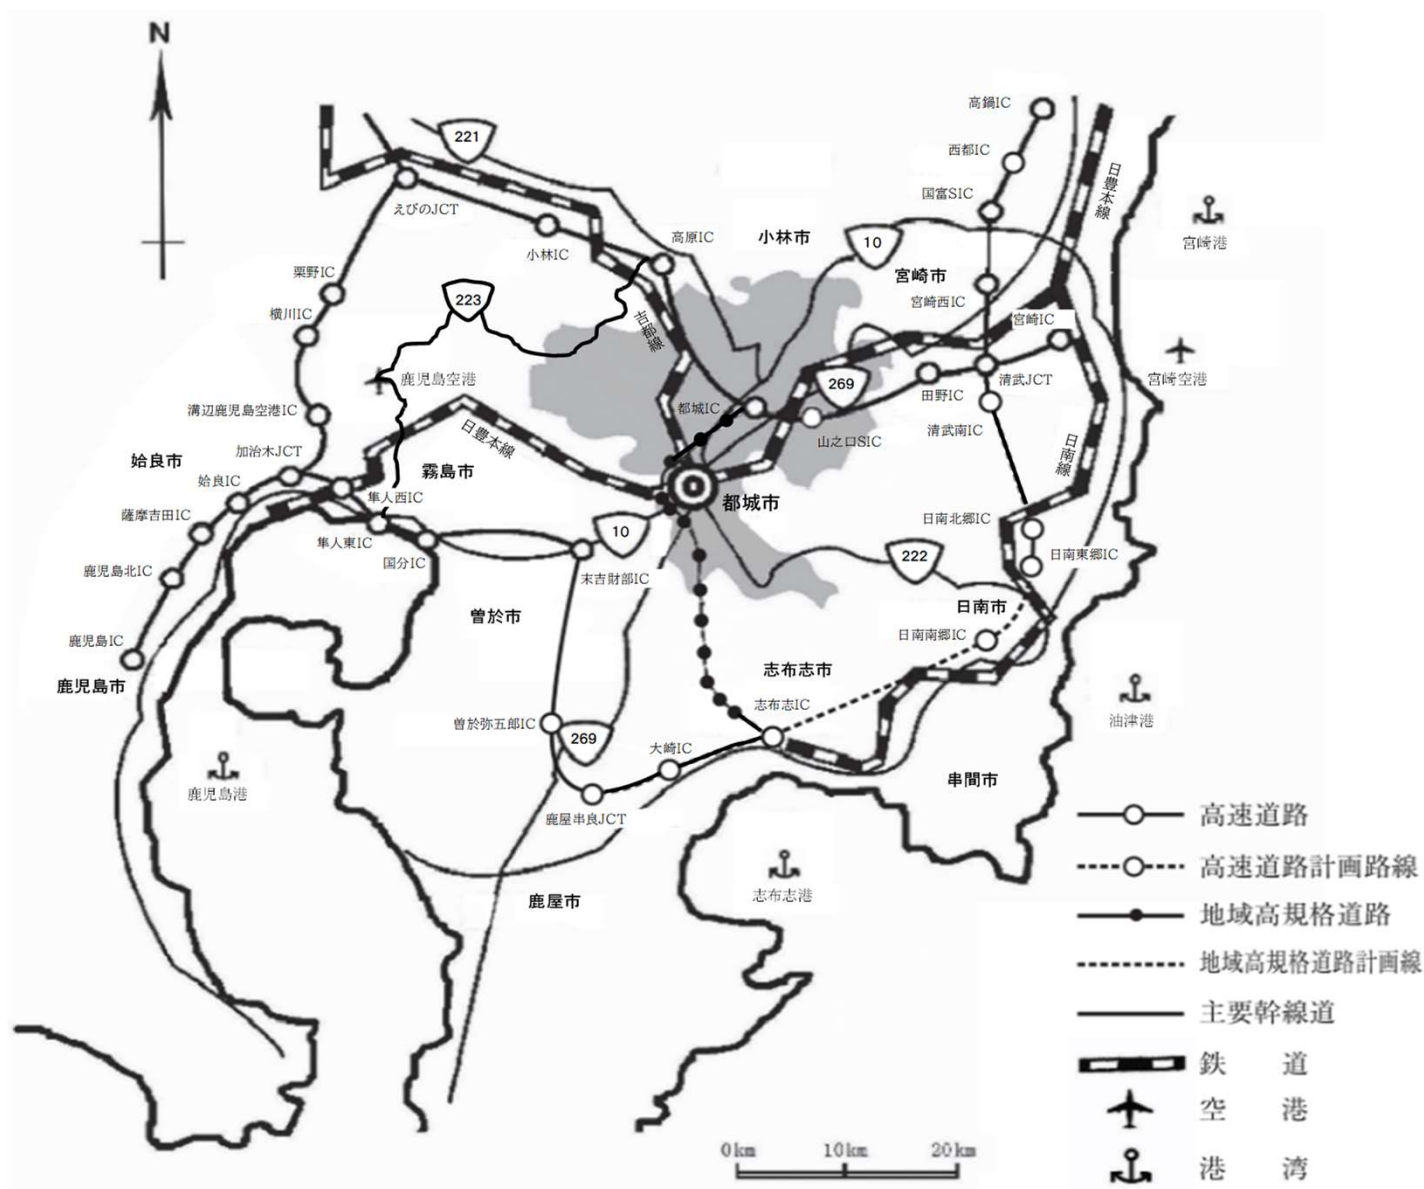 N
高鍋IC
221
西都IC
日豊本線
国富SIC
えびのJCT
高原IC
小林市
10
宮崎港
小林IC
栗野IC
宮崎市
223
宮崎西IC
横川IC
吉都線
宮崎IC
鹿児島空港
269
清武JCT
宮崎空港
溝辺鹿児島空港IC
都城IC
田野IC
日豊本線
山之口SIC
清武南IC
加治木JCT
日南線
姶良市
霧島市
姶良IC
隼人西IC
都城市
薩摩吉田IC
日南北郷IC
隼人東IC
10
国分IC
222
日南東郷IC
鹿児島北IC
末吉財部IC
曽於市
日南市
鹿児島IC
日南南郷IC
志布志市
鹿児島市
志布志IC
油津港
曽於弥五郎IC
269
大崎IC
串間市
鹿児島港
鹿屋串良JCT
高速道路
高速道路計画路線
志布志港
鹿屋市
地域高規格道路
地域高規格道路計画線
主要幹線道
鉄 道
空 港
港 湾
0km 10km 20km